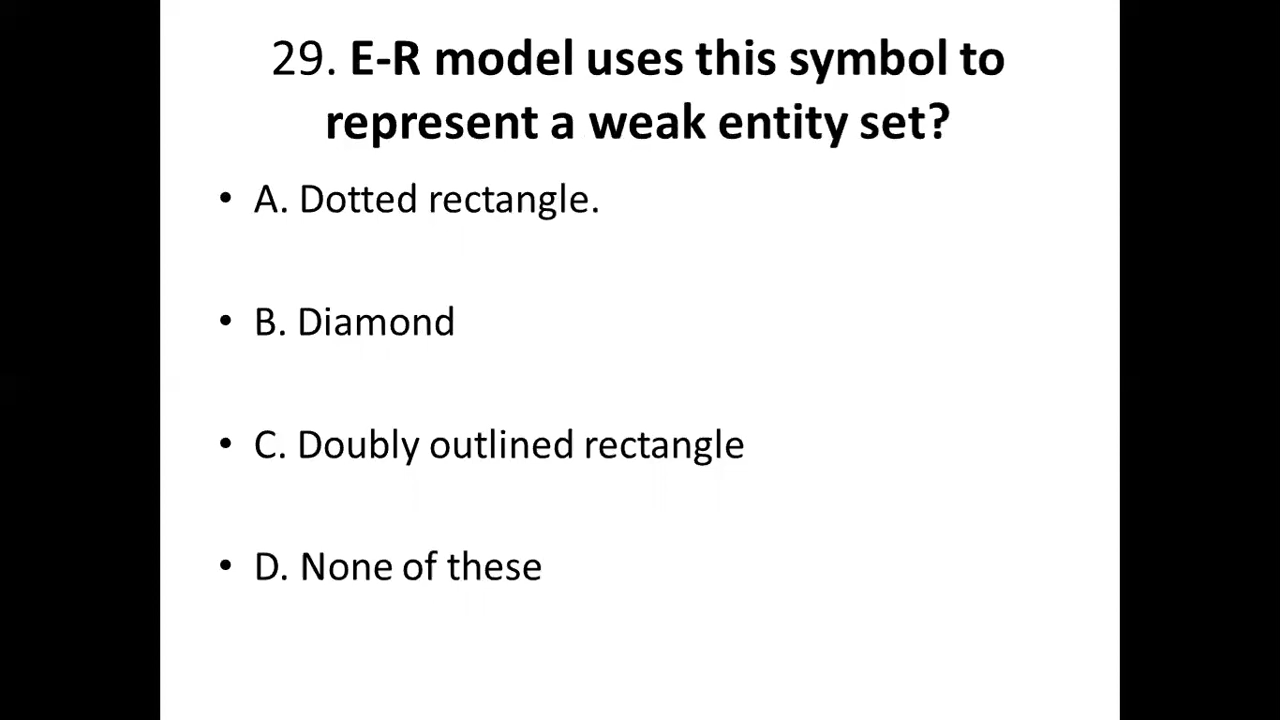 29. E-R model uses this symbol to
represent a weak entity set?
• A. Dotted rectangle.
• B. Diamond
• C. Doubly outlined rectangle
• D. None of these